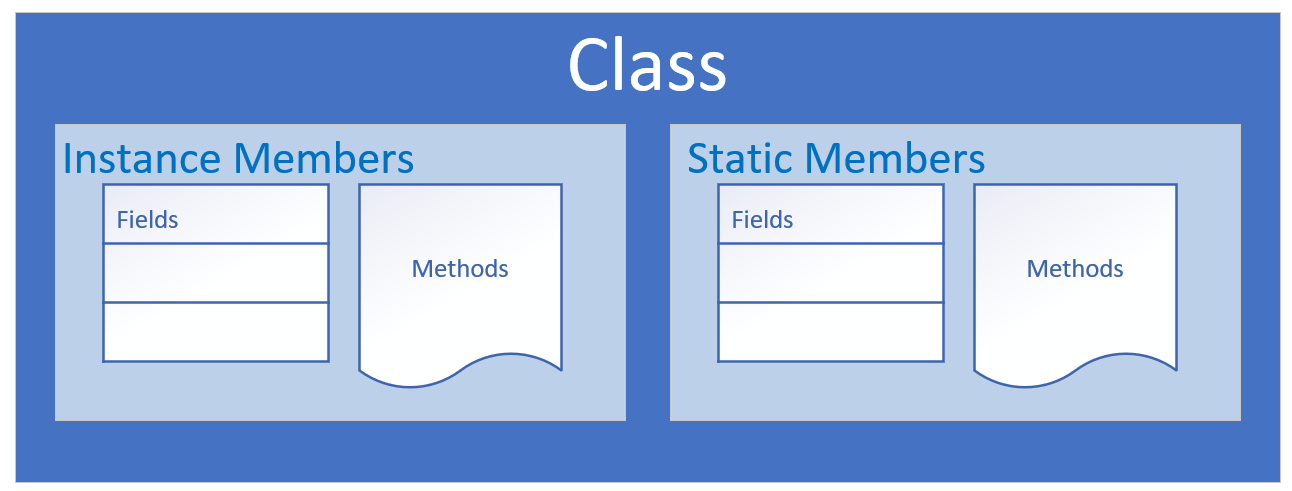 Class
Instance Members
Fields
Methods
Static Members
Fields
Methods